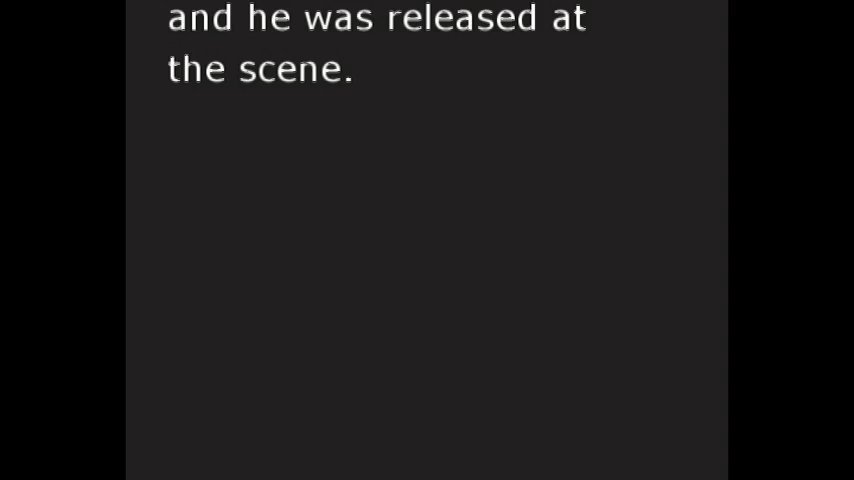 and he was released at
the scene.